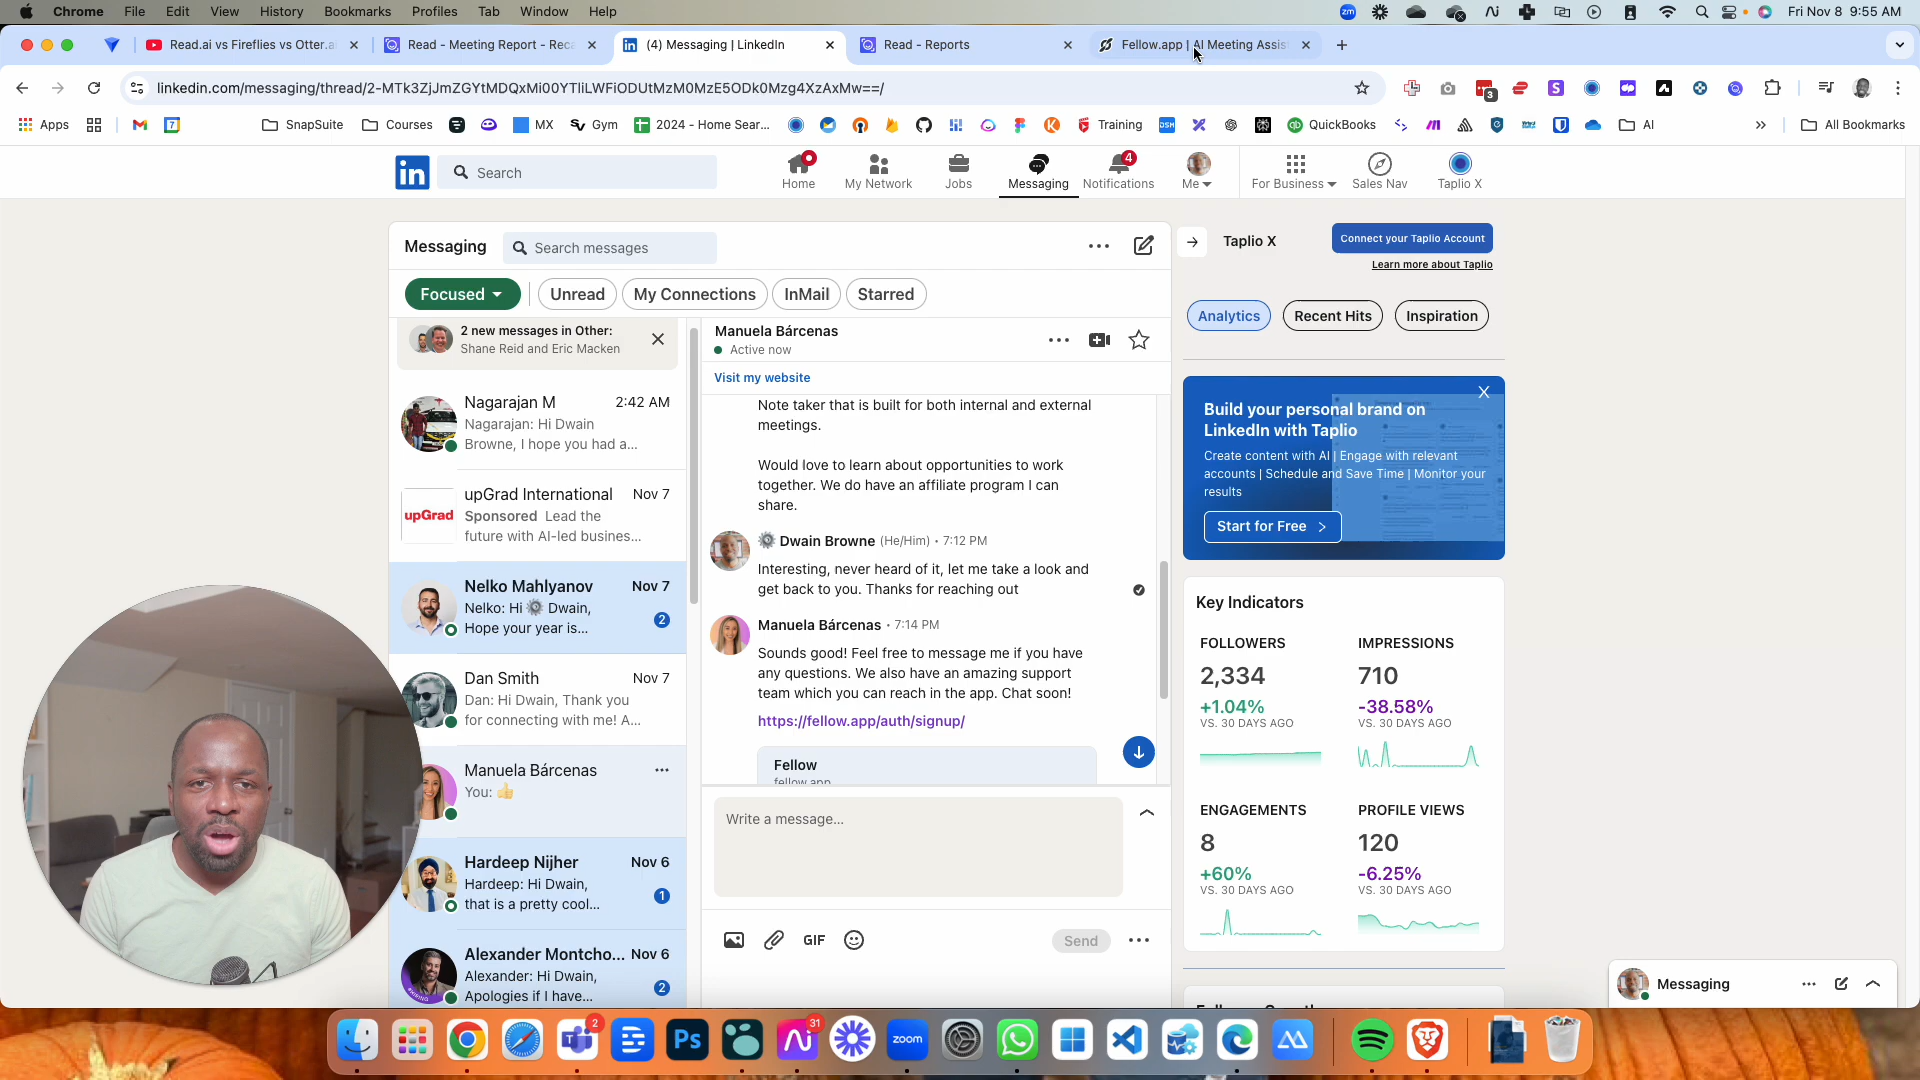 Chrome File Edit View History Bookmarks Profiles Tab Window Help
zm
Fri Nov 8 9:55 AM
Read.ai vs Fireflies vs Otter.a
Read - Meeting Report - Rec
(4) Messaging | LinkedIn
Read - Reports
Fellow.app | AI Meeting Assis
linkedin.com/messaging/thread/2-MTk3ZjJmZGYtMDQxMi00YTliLWFiODUtMzM0MzE5ODk0Mzg4XzAxMw==/
3
Apps
7
SnapSuite
Courses
MX
Gym
2024 - Home Sear...
Training
DSM
QuickBooks
AI
All Bookmarks
in
Search
Home
My Network
Jobs
Messaging
4
Notifications
Me
For Business
Sales Nav
Taplio X
Messaging
Search messages
Focused
Unread
My Connections
InMail
Starred
2 new messages in Other:
Shane Reid and Eric Macken
Nagarajan M 2:42 AM
Nagarajan: Hi Dwain
Browne, I hope you had a...
upGrad
upGrad International Nov 7
Sponsored Lead the
future with AI-led busines...
Nelko Mahlyanov Nov 7
Nelko: Hi Dwain,
Hope your year is...
2
Dan Smith Nov 7
Dan: Hi Dwain, Thank you
for connecting with me! A...
Manuela Bárcenas
You: 👍
Hardeep Nijher Nov 6
Hardeep: Hi Dwain,
that is a pretty cool...
1
Alexander Montcho... Nov 6
Alexander: Hi Dwain,
Apologies if I have...
2
Manuela Bárcenas
Active now
Visit my website
Note taker that is built for both internal and external
meetings.
Would love to learn about opportunities to work
together. We do have an affiliate program I can
share.
Dwain Browne (He/Him) • 7:12 PM
Interesting, never heard of it, let me take a look and
get back to you. Thanks for reaching out
Manuela Bárcenas • 7:14 PM
Sounds good! Feel free to message me if you have
any questions. We also have an amazing support
team which you can reach in the app. Chat soon!
https://fellow.app/auth/signup/
Fellow
fellow.app
Write a message...
GIF
Send
Taplio X
Connect your Taplio Account
Learn more about Taplio
Analytics
Recent Hits
Inspiration
X
Build your personal brand on
LinkedIn with Taplio
Create content with AI | Engage with relevant
accounts | Schedule and Save Time | Monitor your
results
Start for Free >
Key Indicators
FOLLOWERS
2,334
+1.04%
VS. 30 DAYS AGO
IMPRESSIONS
710
-38.58%
VS. 30 DAYS AGO
ENGAGEMENTS
8
+60%
VS. 30 DAYS AGO
PROFILE VIEWS
120
-6.25%
VS. 30 DAYS AGO
Messaging
2
Ps
31
zoom